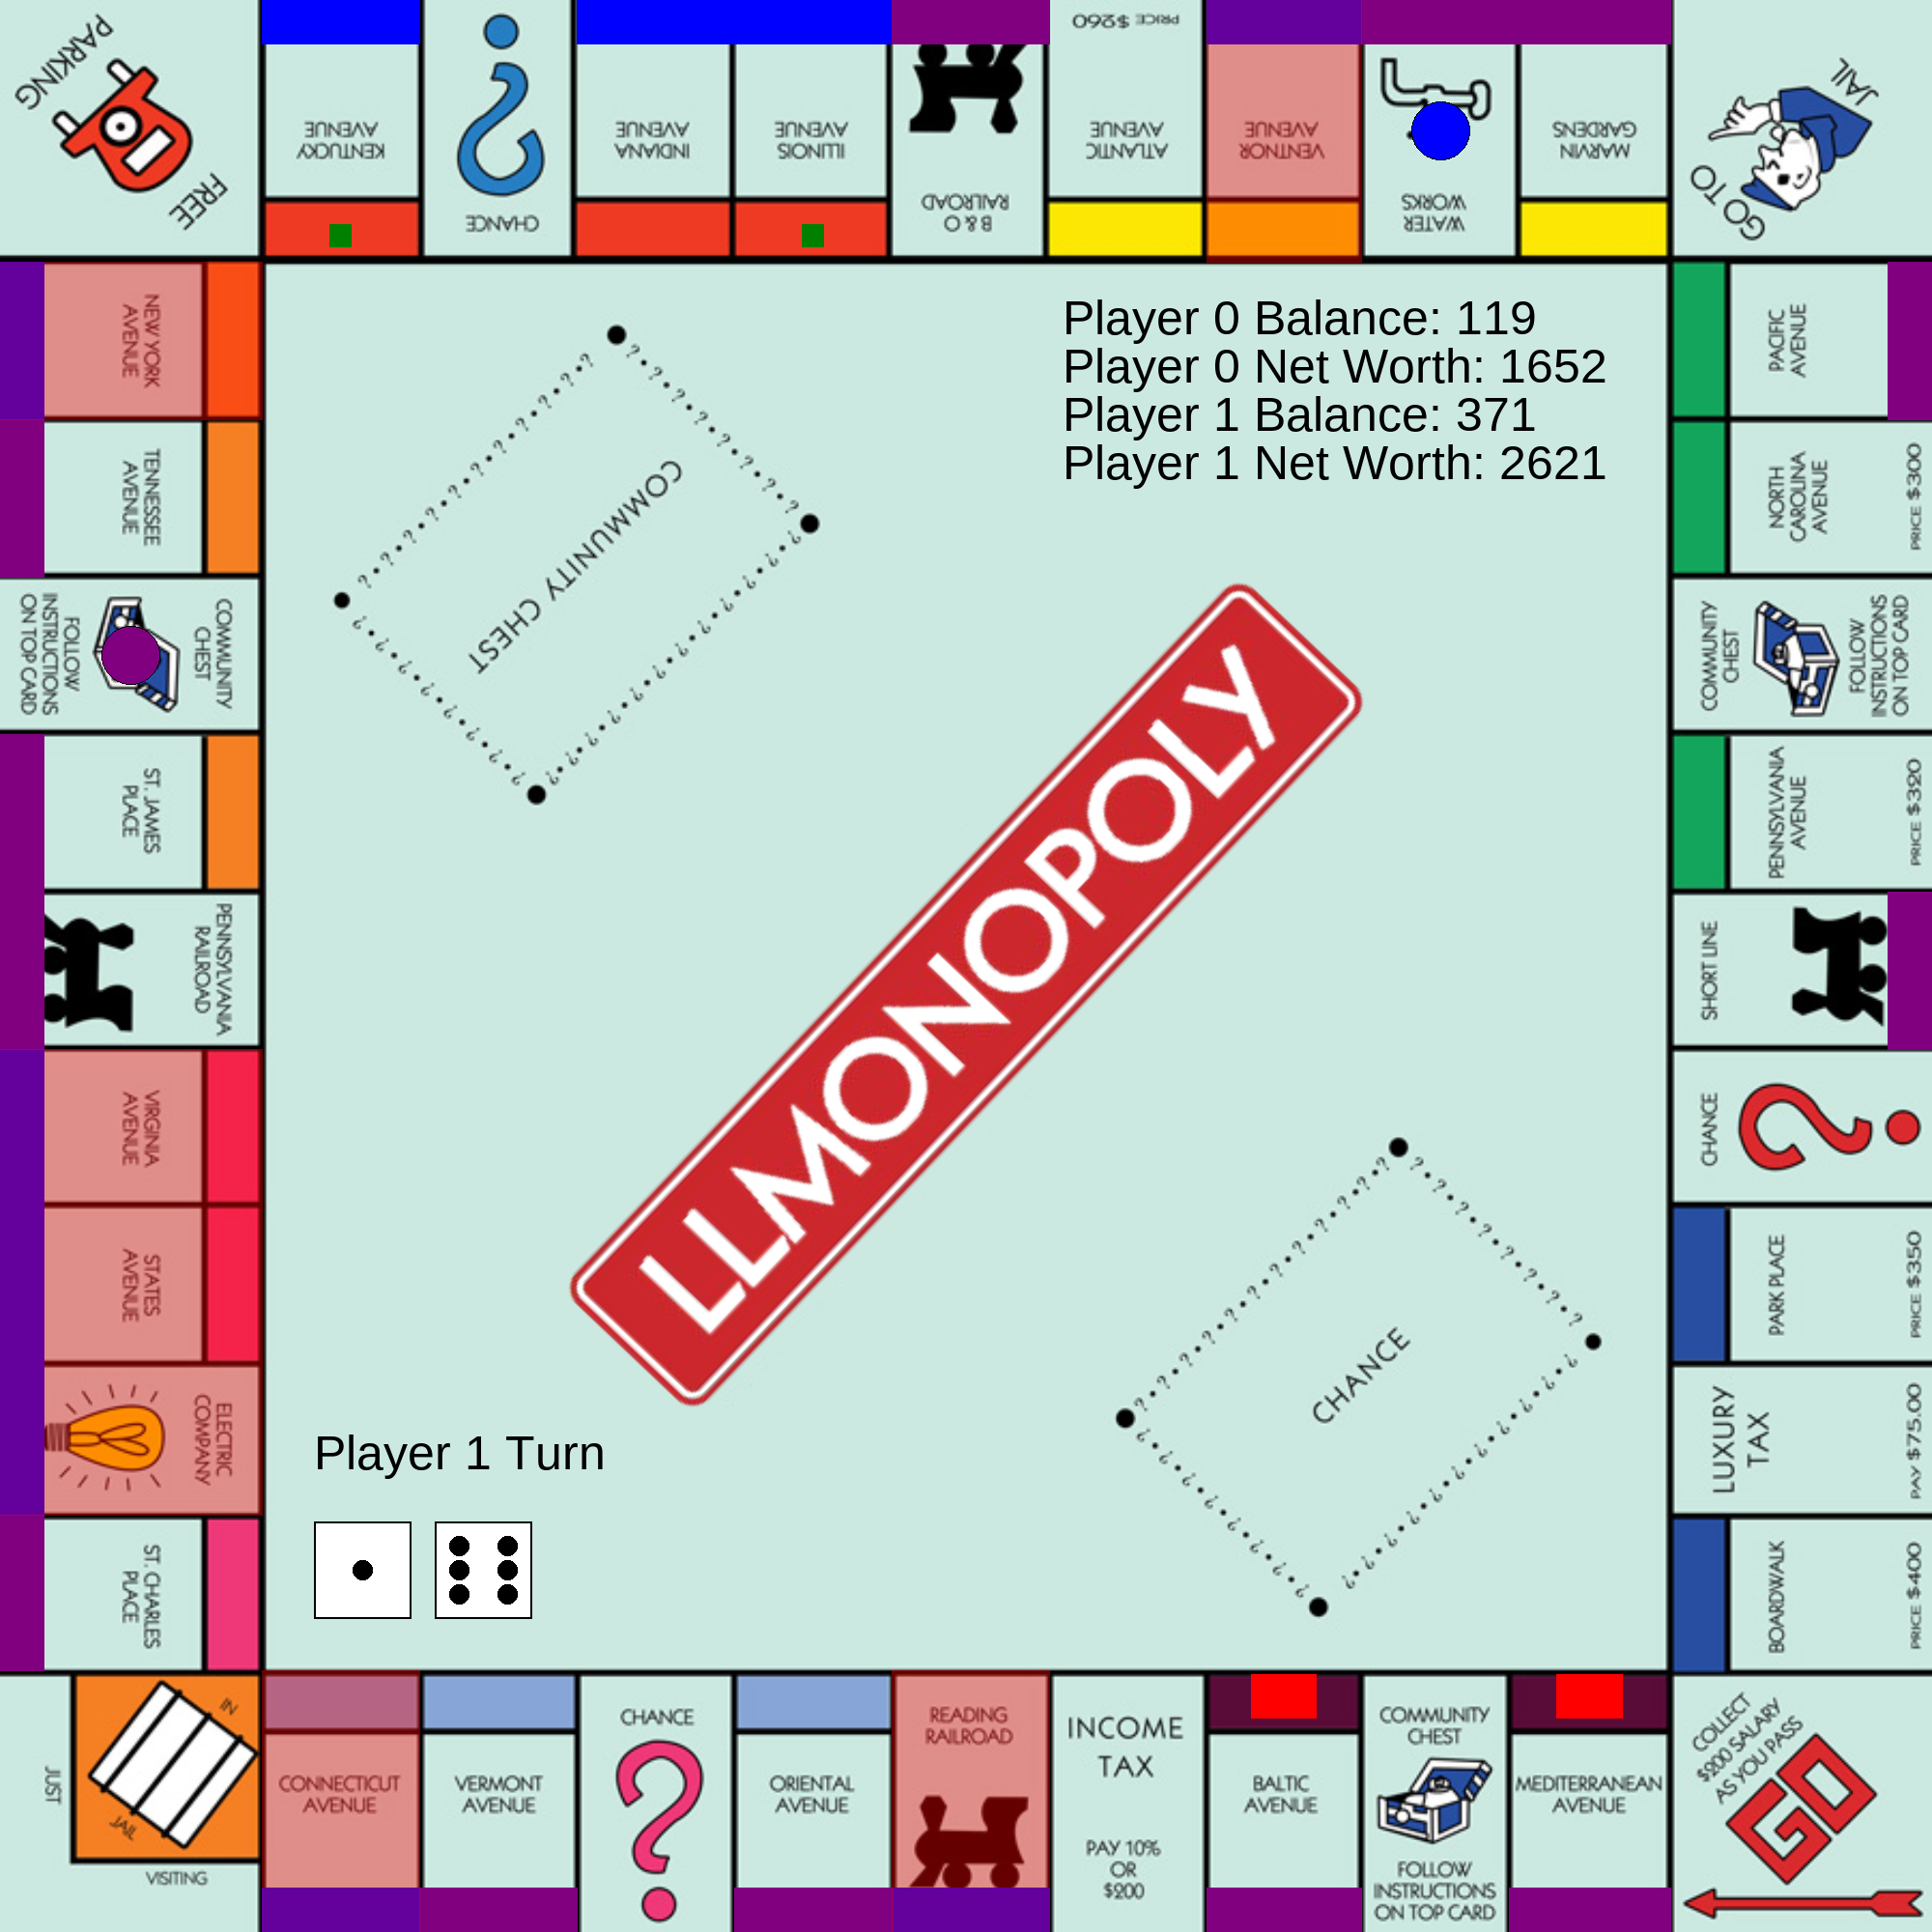 FREE
PARKING
KENTUCKY
AVENUE
CHANCE
INDIANA
AVENUE
ILLINOIS
AVENUE
B & O
RAILROAD
ATLANTIC
AVENUE
PRICE $260
VENTNOR
AVENUE
WATER
WORKS
MARVIN
GARDENS
GO TO
JAIL
NEW YORK
AVENUE
TENNESSEE
AVENUE
COMMUNITY
CHEST
FOLLOW
INSTRUCTIONS
ON TOP CARD
ST. JAMES
PLACE
PENNSYLVANIA
RAILROAD
VIRGINIA
AVENUE
STATES
AVENUE
ELECTRIC
COMPANY
ST. CHARLES
PLACE
Player 0 Balance: 119
Player 0 Net Worth: 1652
Player 1 Balance: 371
Player 1 Net Worth: 2621
COMMUNITY CHEST
LLMONOPOLY
CHANCE
Player 1 Turn
PACIFIC
AVENUE
NORTH
CAROLINA
AVENUE
PRICE $300
COMMUNITY
CHEST
FOLLOW
INSTRUCTIONS
ON TOP CARD
PENNSYLVANIA
AVENUE
PRICE $320
SHORT LINE
CHANCE
PARK PLACE
PRICE $350
LUXURY
TAX
PAY $75.00
BOARDWALK
PRICE $400
JUST
VISITING
IN
JAIL
CONNECTICUT
AVENUE
VERMONT
AVENUE
CHANCE
ORIENTAL
AVENUE
READING
RAILROAD
INCOME
TAX
PAY 10%
OR
$200
BALTIC
AVENUE
COMMUNITY
CHEST
FOLLOW
INSTRUCTIONS
ON TOP CARD
MEDITERRANEAN
AVENUE
COLLECT
$200 SALARY
AS YOU PASS
GO